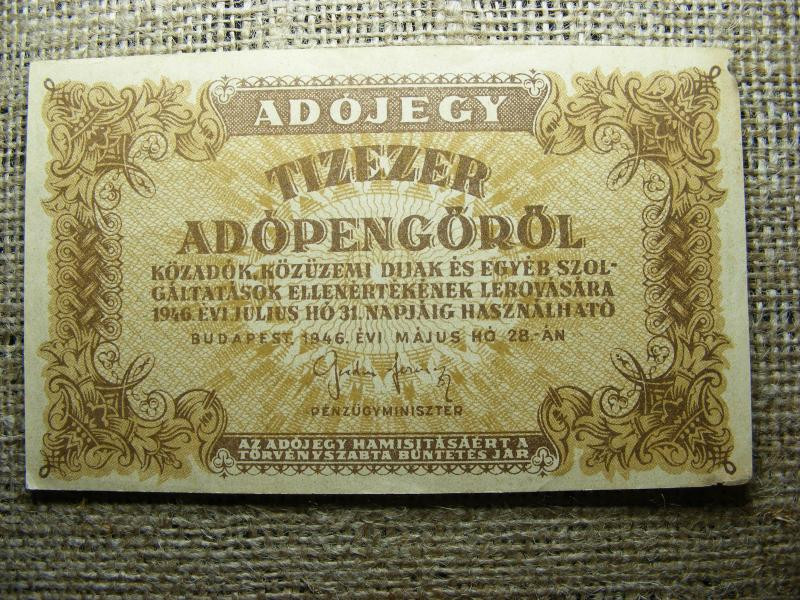 ADÓJEGY
TIZEZER
ADÓPENGŐRŐL
KÖZADÓK, KÖZÜZEMI DIJAK ÉS EGYÉB SZOL-
GÁLTATÁSOK ELLENÉRTÉKÉNEK LEROVÁSÁRA
1946. ÉVI JULIUS HÓ 31. NAPJÁIG HASZNÁLHATÓ
BUDAPEST, 1946. ÉVI MÁJUS HÓ 28.-ÁN
PÉNZÜGYMINISZTER
AZ ADÓJEGY HAMISITÁSÁÉRT A
TÖRVÉNYSZABTA BÜNTETÉS JÁR